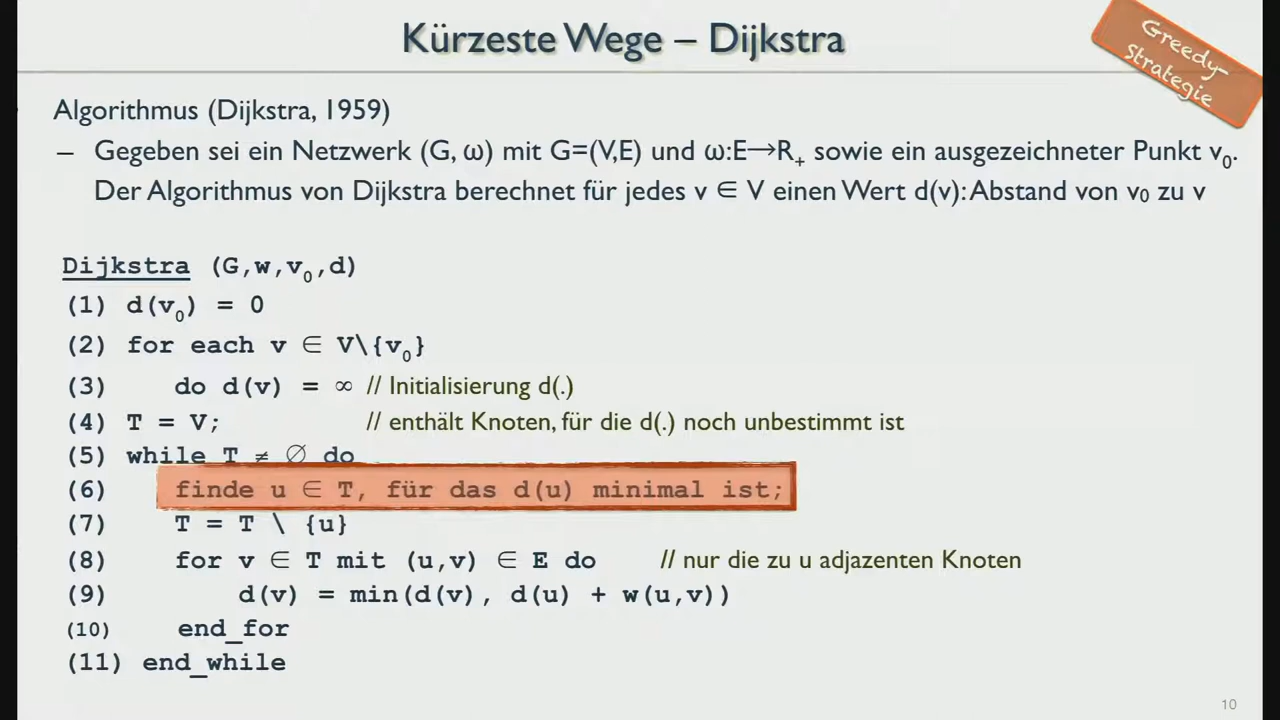 Kürzeste Wege – Dijkstra
Greedy-
Strategie
Algorithmus (Dijkstra, 1959)
– Gegeben sei ein Netzwerk (G, ω) mit G=(V,E) und ω:E→R₊ sowie ein ausgezeichneter Punkt v₀.
Der Algorithmus von Dijkstra berechnet für jedes v ∈ V einen Wert d(v): Abstand von v₀ zu v
Dijkstra (G,w,v₀,d)
(1) d(v₀) = 0
(2) for each v ∈ V\{v₀}
(3) do d(v) = ∞ // Initialisierung d(.)
(4) T = V; // enthält Knoten, für die d(.) noch unbestimmt ist
(5) while T ≠ ∅ do
(6) finde u ∈ T, für das d(u) minimal ist;
(7) T = T \ {u}
(8) for v ∈ T mit (u,v) ∈ E do // nur die zu u adjazenten Knoten
(9) d(v) = min(d(v), d(u) + w(u,v))
(10) end_for
(11) end_while
10